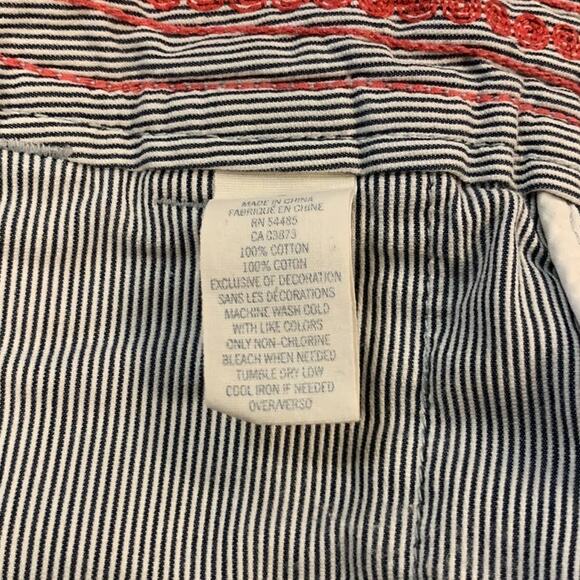 MADE IN CHINA
FABRIQUÉ EN CHINE
RN 54485
CA 03873
100% COTTON
100% COTON
EXCLUSIVE OF DECORATION
SANS LES DÉCORATIONS
MACHINE WASH COLD
WITH LIKE COLORS
ONLY NON-CHLORINE
BLEACH WHEN NEEDED
TUMBLE DRY LOW
COOL IRON IF NEEDED
OVER/VERSO